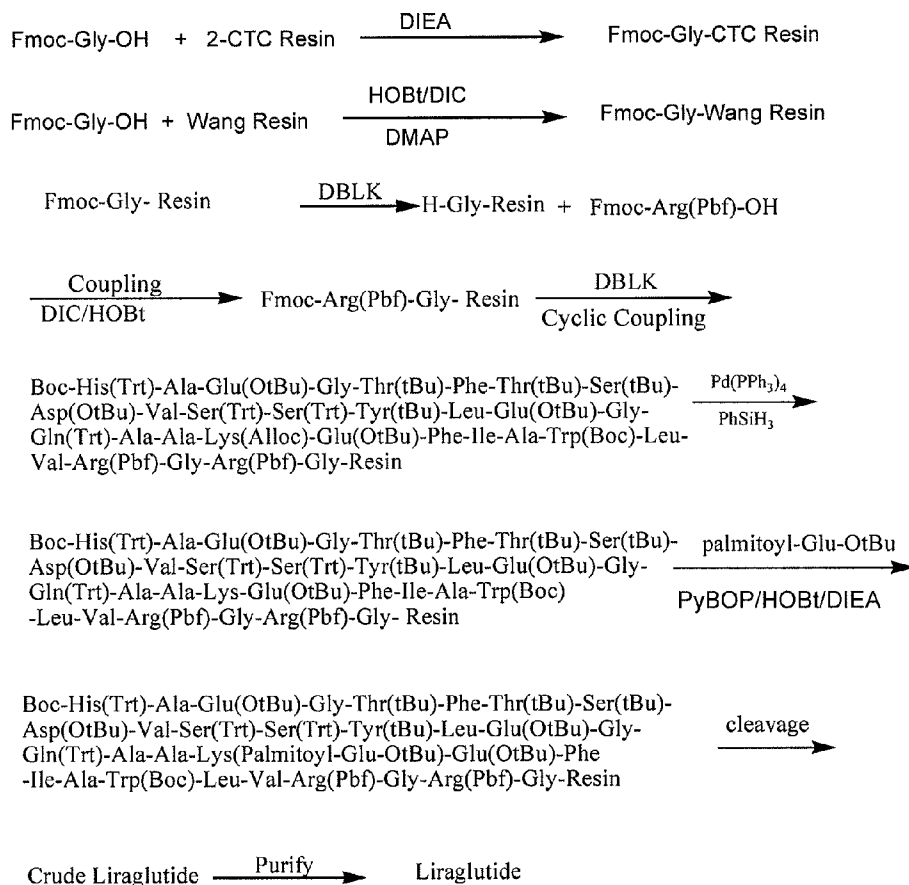 Fmoc-Gly-OH + 2-CTC Resin DIEA Fmoc-Gly-CTC Resin
Fmoc-Gly-OH + Wang Resin HOBt/DIC DMAP Fmoc-Gly-Wang Resin
Fmoc-Gly- Resin DBLK H-Gly-Resin + Fmoc-Arg(Pbf)-OH
Coupling DIC/HOBt Fmoc-Arg(Pbf)-Gly- Resin DBLK Cyclic Coupling
Boc-His(Trt)-Ala-Glu(OtBu)-Gly-Thr(tBu)-Phe-Thr(tBu)-Ser(tBu)-
Asp(OtBu)-Val-Ser(Trt)-Ser(Trt)-Tyr(tBu)-Leu-Glu(OtBu)-Gly-
Gln(Trt)-Ala-Ala-Lys(Alloc)-Glu(OtBu)-Phe-Ile-Ala-Trp(Boc)-Leu-
Val-Arg(Pbf)-Gly-Arg(Pbf)-Gly-Resin
Pd(PPh3)4
PhSiH3
Boc-His(Trt)-Ala-Glu(OtBu)-Gly-Thr(tBu)-Phe-Thr(tBu)-Ser(tBu)-
Asp(OtBu)-Val-Ser(Trt)-Ser(Trt)-Tyr(tBu)-Leu-Glu(OtBu)-Gly-
Gln(Trt)-Ala-Ala-Lys-Glu(OtBu)-Phe-Ile-Ala-Trp(Boc)
-Leu-Val-Arg(Pbf)-Gly-Arg(Pbf)-Gly- Resin
palmitoyl-Glu-OtBu
PyBOP/HOBt/DIEA
Boc-His(Trt)-Ala-Glu(OtBu)-Gly-Thr(tBu)-Phe-Thr(tBu)-Ser(tBu)-
Asp(OtBu)-Val-Ser(Trt)-Ser(Trt)-Tyr(tBu)-Leu-Glu(OtBu)-Gly-
Gln(Trt)-Ala-Ala-Lys(Palmitoyl-Glu-OtBu)-Glu(OtBu)-Phe
-Ile-Ala-Trp(Boc)-Leu-Val-Arg(Pbf)-Gly-Arg(Pbf)-Gly-Resin
cleavage
Crude Liraglutide Purify Liraglutide